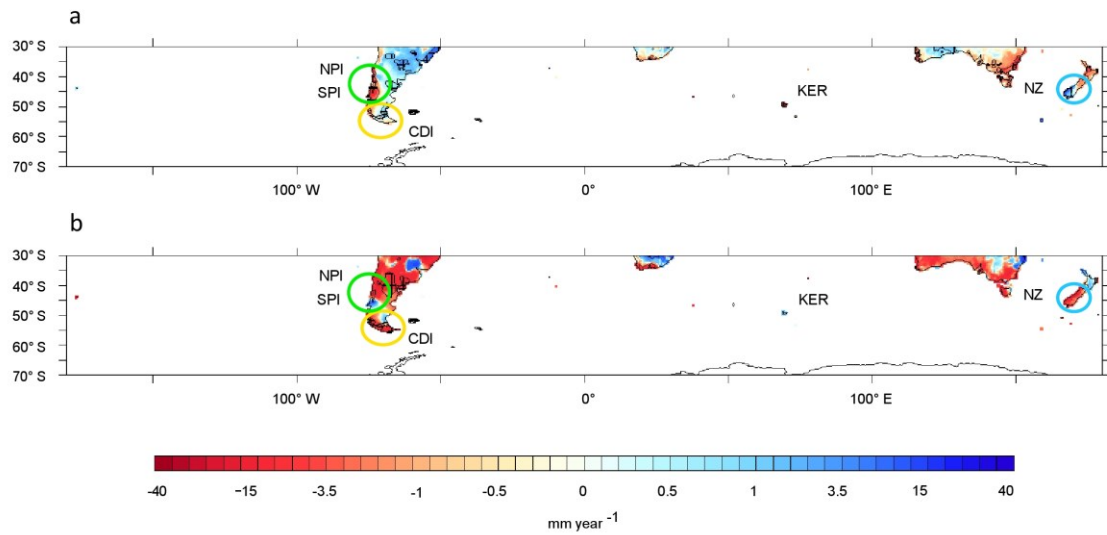 a
30° S
40° S
50° S
60° S
70° S
NPI
SPI
CDI
KER
NZ
100° W
0°
100° E
b
30° S
40° S
50° S
60° S
70° S
NPI
SPI
CDI
KER
NZ
100° W
0°
100° E
-40 -15 -3.5 -1 -0.5 0 0.5 1 3.5 15 40
mm year -1